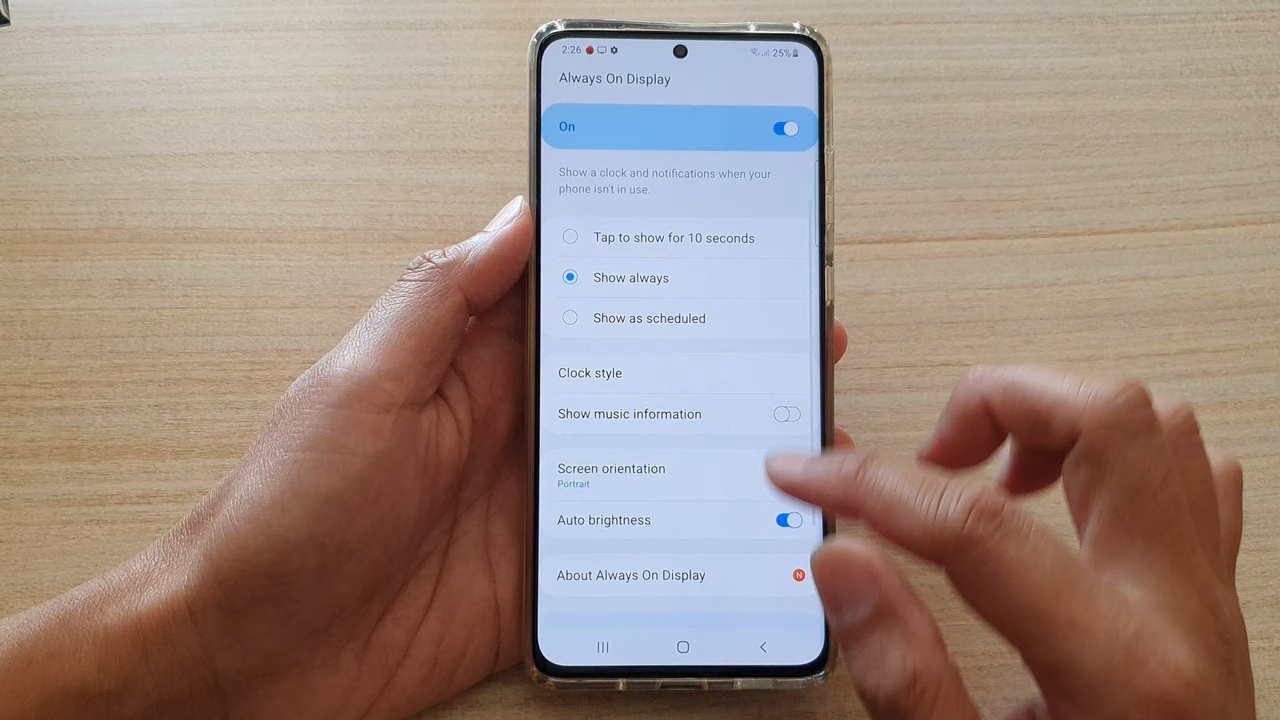 2:26 25%
Always On Display
On
Show a clock and notifications when your
phone isn't in use.
Tap to show for 10 seconds
Show always
Show as scheduled
Clock style
Show music information
Screen orientation
Portrait
Auto brightness
About Always On Display N